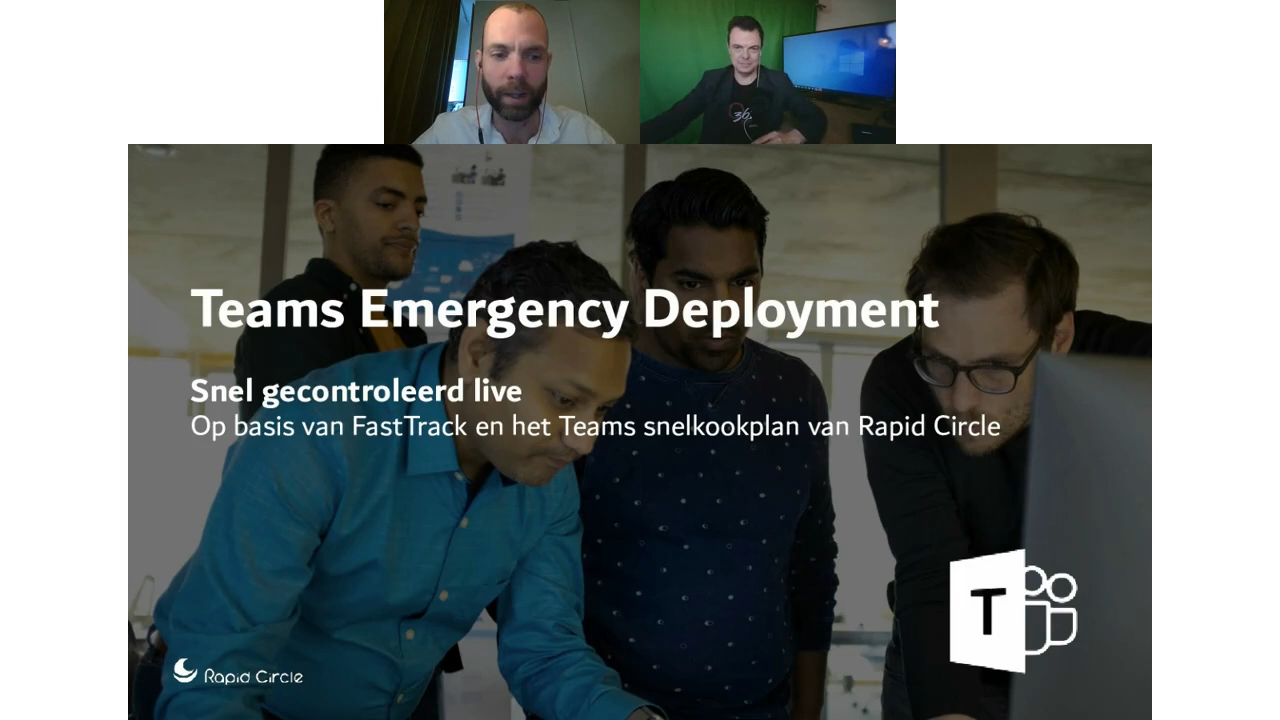 36
Teams Emergency Deployment
Snel gecontroleerd live
Op basis van FastTrack en het Teams snelkookplan van Rapid Circle
T
Rapid Circle